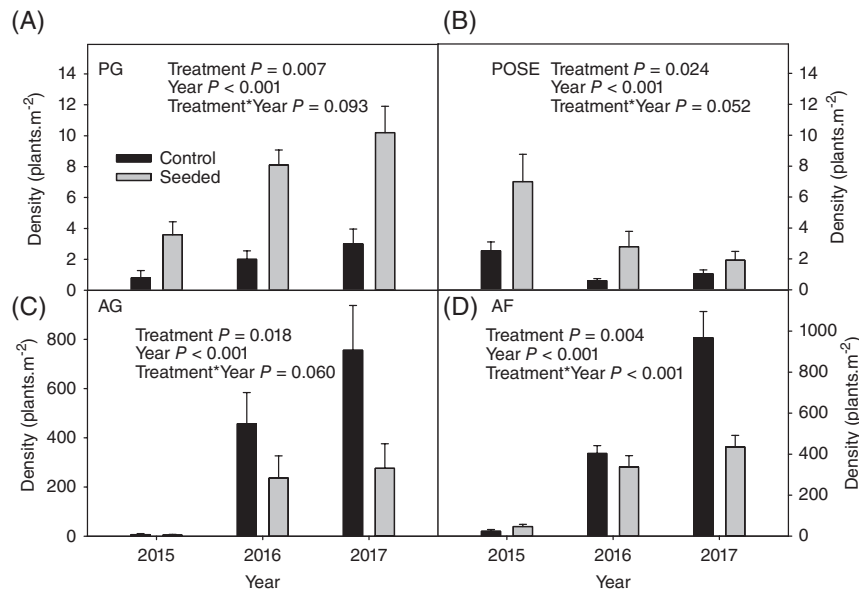 (A)
(B)
PG
Treatment P = 0.007
Year P < 0.001
Treatment*Year P = 0.093
Control
Seeded
14
12
10
8
6
4
2
0
Density (plants.m-2)
POSE
Treatment P = 0.024
Year P < 0.001
Treatment*Year P = 0.052
14
12
10
8
6
4
2
0
Density (plants.m-2)
(C)
AG
Treatment P = 0.018
Year P < 0.001
Treatment*Year P = 0.060
800
600
400
200
0
Density (plants.m-2)
2015 2016 2017
Year
(D)
AF
Treatment P = 0.004
Year P < 0.001
Treatment*Year P < 0.001
1000
800
600
400
200
0
Density (plants.m-2)
2015 2016 2017
Year